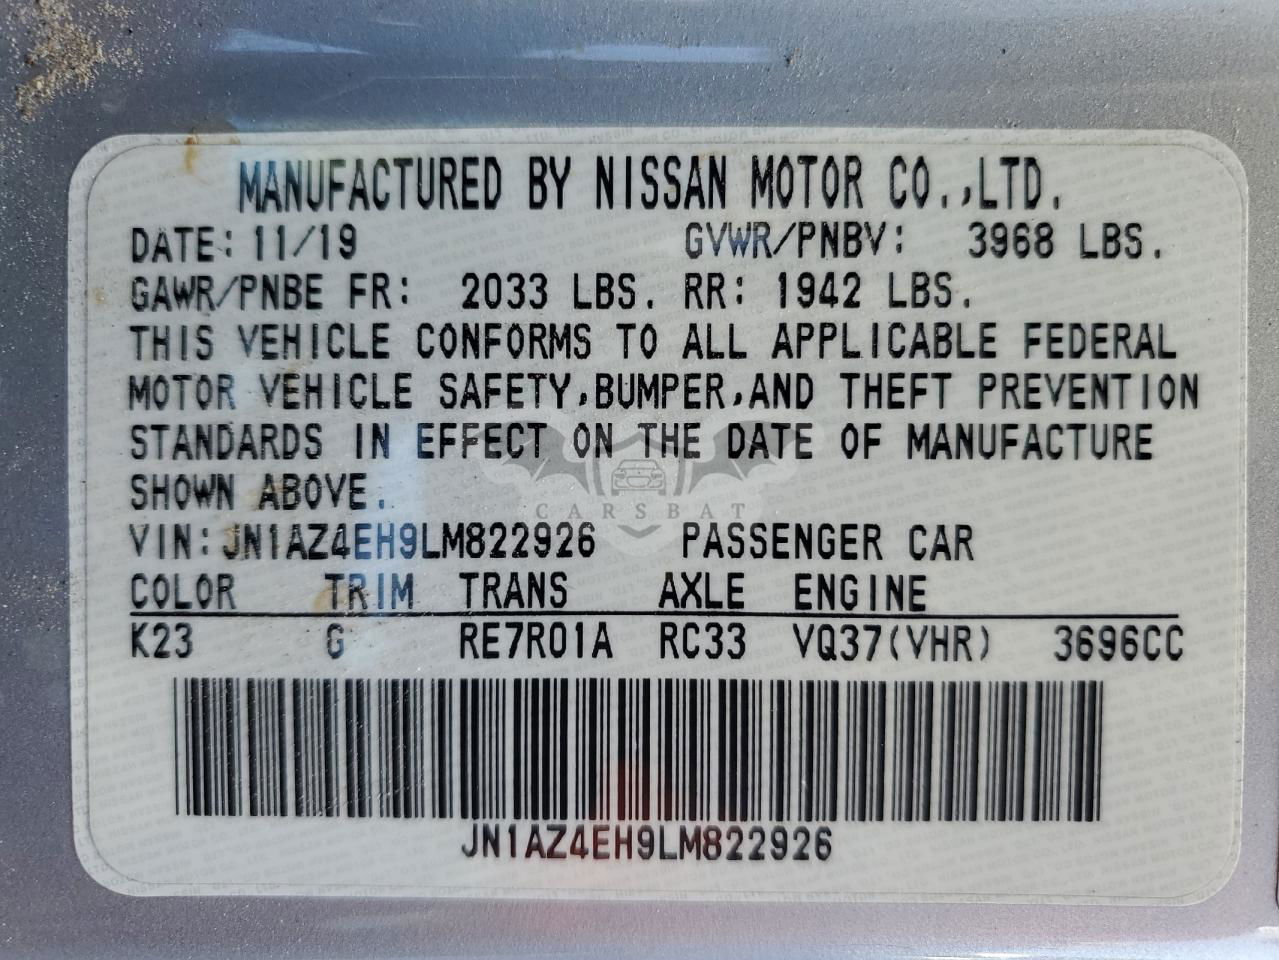 MANUFACTURED BY NISSAN MOTOR CO.,LTD.
DATE: 11/19 GVWR/PNBV: 3968 LBS.
GAWR/PNBE FR: 2033 LBS. RR: 1942 LBS.
THIS VEHICLE CONFORMS TO ALL APPLICABLE FEDERAL
MOTOR VEHICLE SAFETY,BUMPER,AND THEFT PREVENTION
STANDARDS IN EFFECT ON THE DATE OF MANUFACTURE
SHOWN ABOVE.
CARSBAT
VIN: JN1AZ4EH9LM822926 PASSENGER CAR
COLOR TRIM TRANS AXLE ENGINE
K23 G RE7R01A RC33 VQ37(VHR) 3696CC
JN1AZ4EH9LM822926